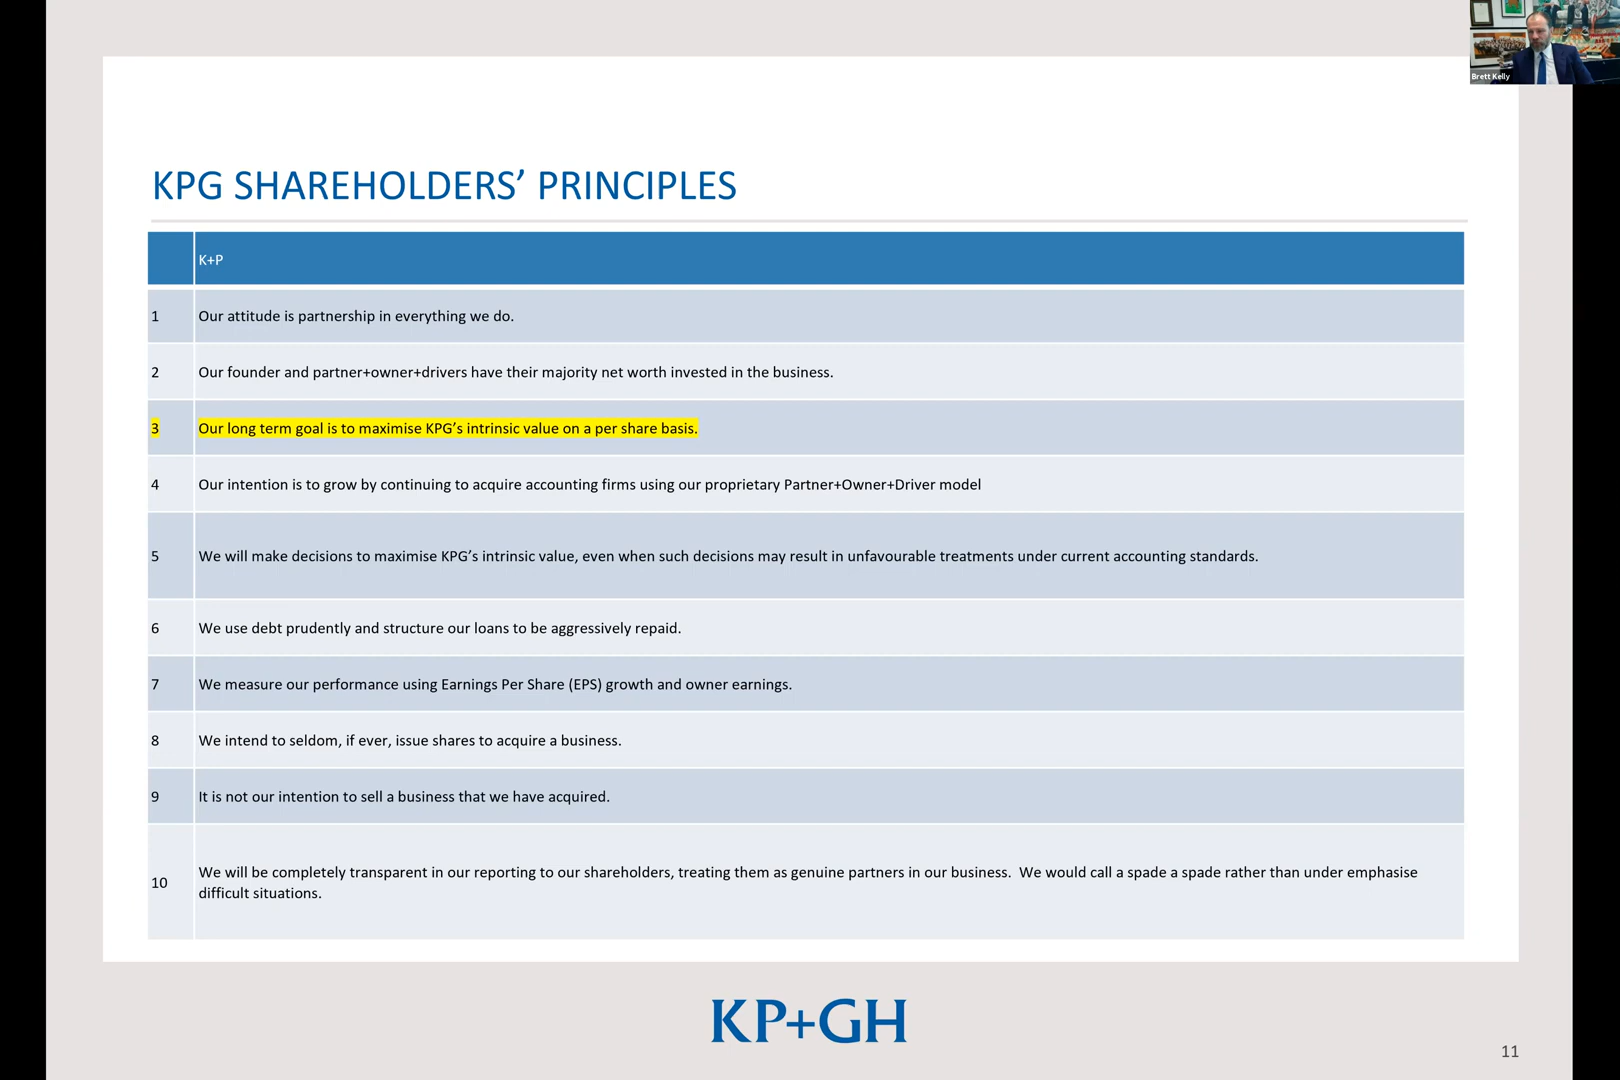 Brett Kelly
KPG SHAREHOLDERS’ PRINCIPLES
K+P
1 Our attitude is partnership in everything we do.
2 Our founder and partner+owner+drivers have their majority net worth invested in the business.
3 Our long term goal is to maximise KPG’s intrinsic value on a per share basis.
4 Our intention is to grow by continuing to acquire accounting firms using our proprietary Partner+Owner+Driver model
5 We will make decisions to maximise KPG’s intrinsic value, even when such decisions may result in unfavourable treatments under current accounting standards.
6 We use debt prudently and structure our loans to be aggressively repaid.
7 We measure our performance using Earnings Per Share (EPS) growth and owner earnings.
8 We intend to seldom, if ever, issue shares to acquire a business.
9 It is not our intention to sell a business that we have acquired.
10 We will be completely transparent in our reporting to our shareholders, treating them as genuine partners in our business.  We would call a spade a spade rather than under emphasise
difficult situations.
KP+GH
11